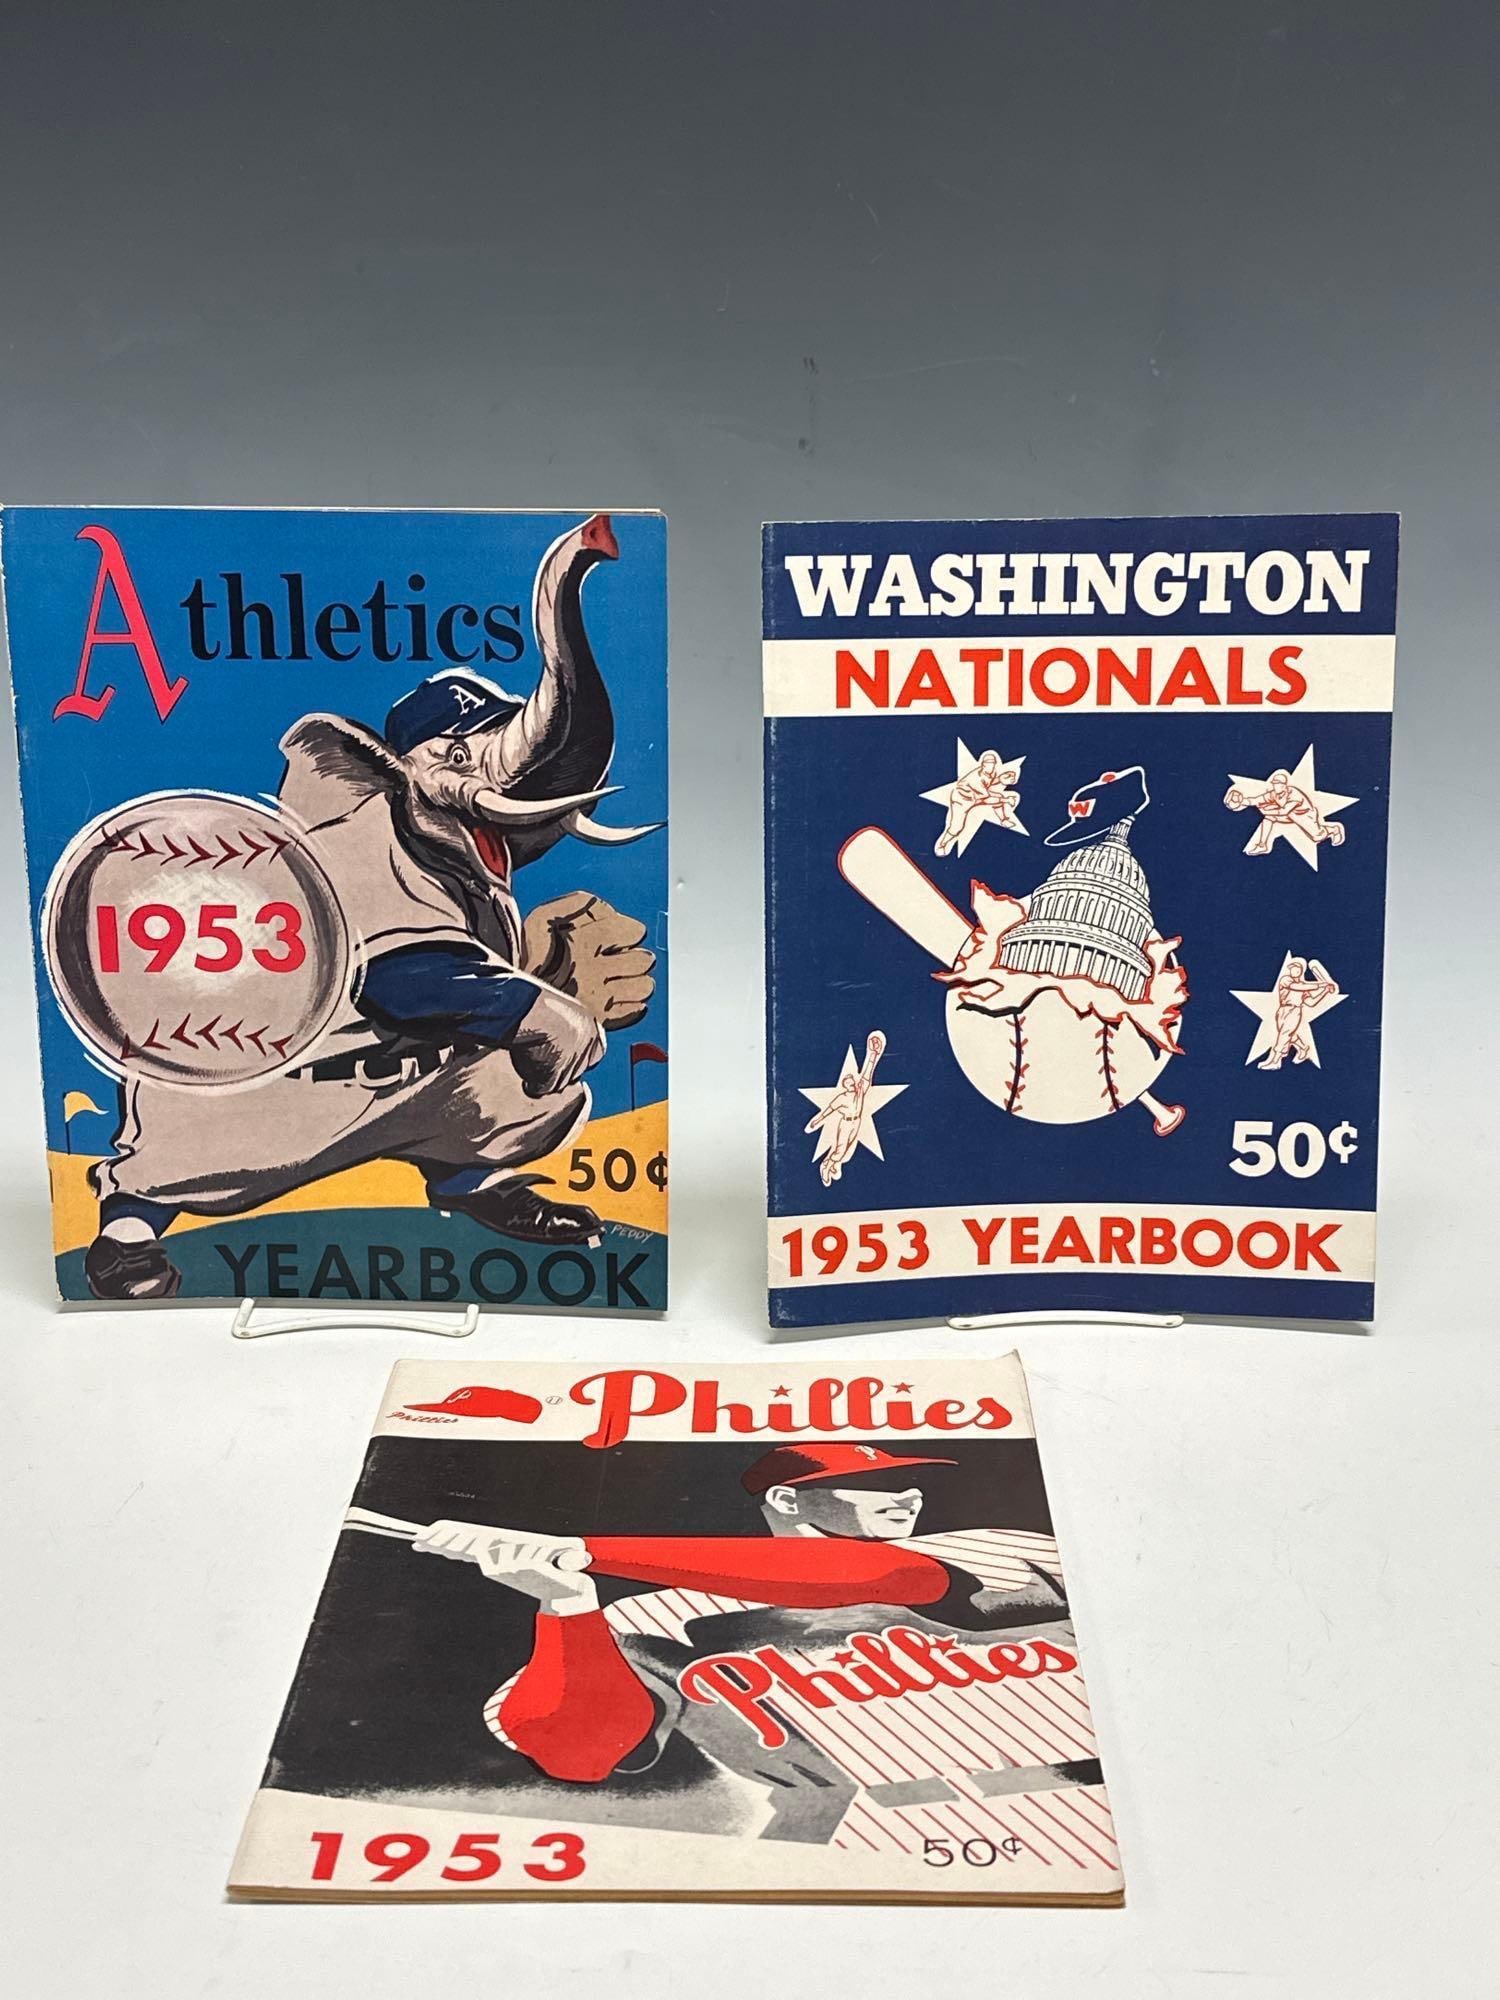 Athletics
A
1953
50¢
PEDDY
YEARBOOK
WASHINGTON
NATIONALS
W
50¢
1953 YEARBOOK
P
Phillies
Phillies
P
Phillies
1953
50¢